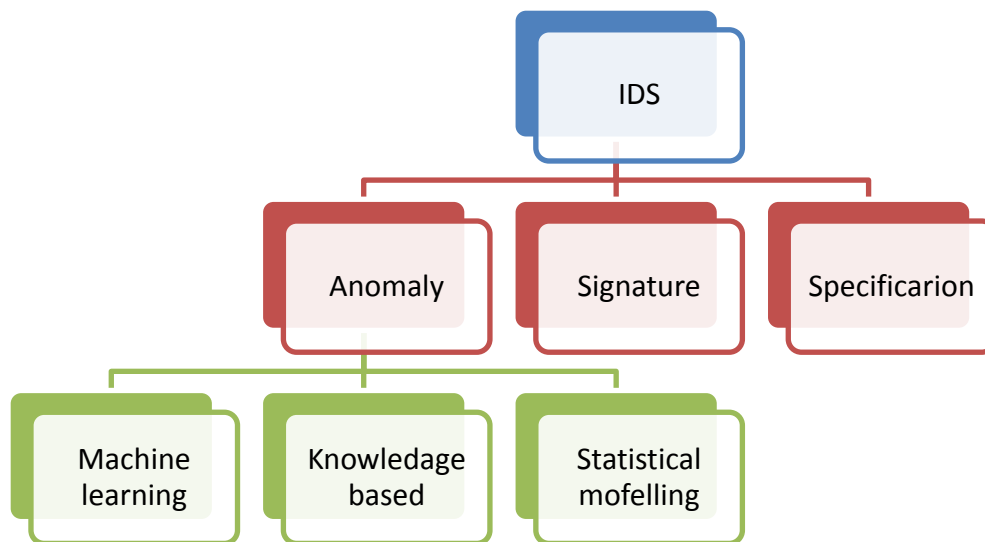 IDS
Anomaly
Signature
Specificarion
Machine
learning
Knowledage
based
Statistical
mofelling